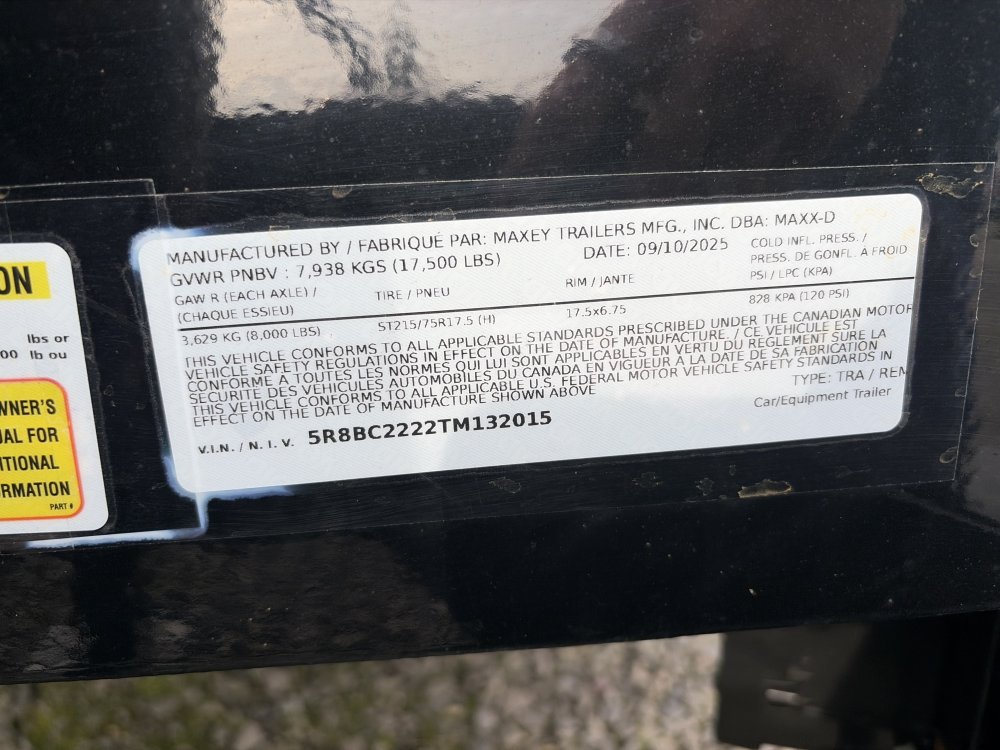 MANUFACTURED BY / FABRIQUÉ PAR: MAXEY TRAILERS MFG., INC. DBA: MAXX-D
GVWR PNBV : 7,938 KGS (17,500 LBS)
DATE: 09/10/2025
COLD INFL. PRESS. /
PRESS. DE GONFL. À FROID
PSI / LPC (KPA)
GAW R (EACH AXLE) /
(CHAQUE ESSIEU)
TIRE / PNEU
RIM / JANTE
3,629 KG (8,000 LBS)
ST215/75R17.5 (H)
17.5x6.75
828 KPA (120 PSI)
THIS VEHICLE CONFORMS TO ALL APPLICABLE STANDARDS PRESCRIBED UNDER THE CANADIAN MOTOR
VEHICLE SAFETY REGULATIONS IN EFFECT ON THE DATE OF MANUFACTURE. / CE VEHICULE EST
CONFORME A TOUTES LES NORMES QUI LUI SONT APPLICABLES EN VERTU DU REGLEMENT SURE LA
SECURITE DES VEHICULES AUTOMOBILES DU CANADA EN VIGUEUR A LA DATE DE SA FABRICATION
THIS VEHICLE CONFORMS TO ALL APPLICABLE U.S. FEDERAL MOTOR VEHICLE SAFETY STANDARDS IN
EFFECT ON THE DATE OF MANUFACTURE SHOWN ABOVE
TYPE: TRA / REM
Car/Equipment Trailer
V.I.N. / N. I. V. 5R8BC2222TM132015
ON
lbs or
00 lb ou
WNER'S
UAL FOR
ITIONAL
ORMATION
PART #